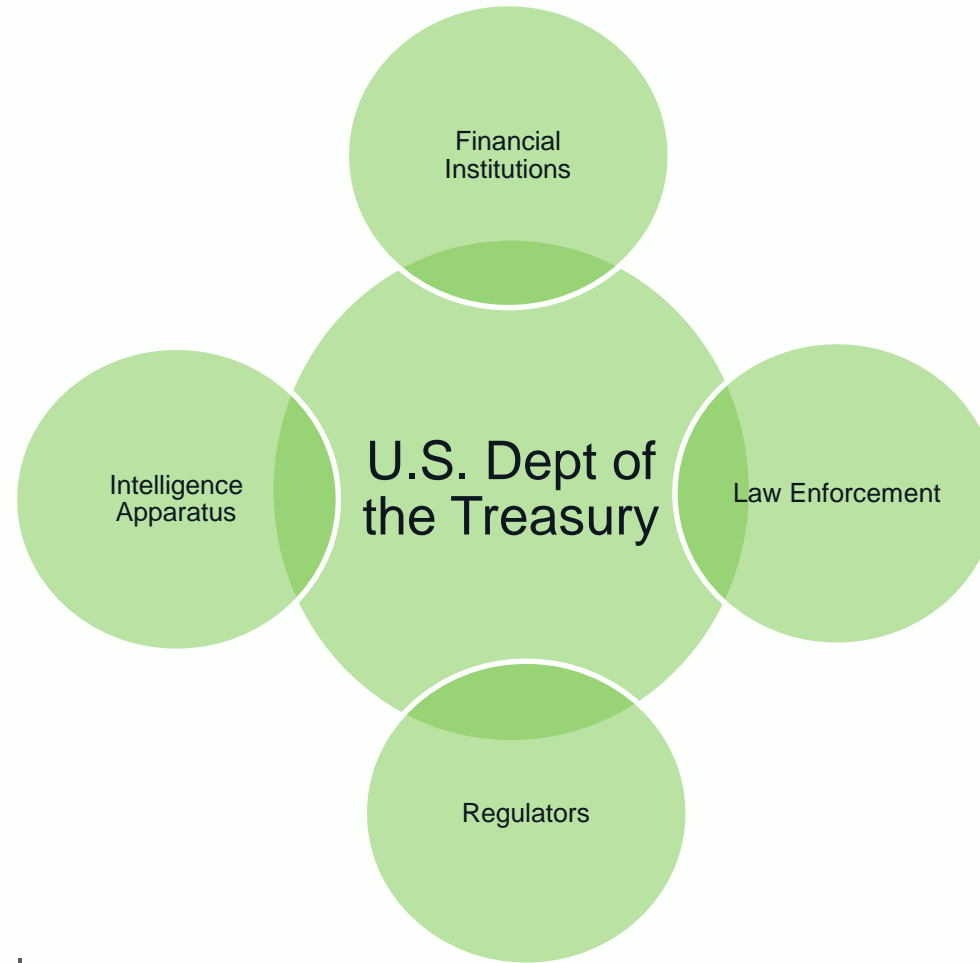 Financial
Institutions
Intelligence
Apparatus
U.S. Dept of
the Treasury
Law Enforcement
Regulators